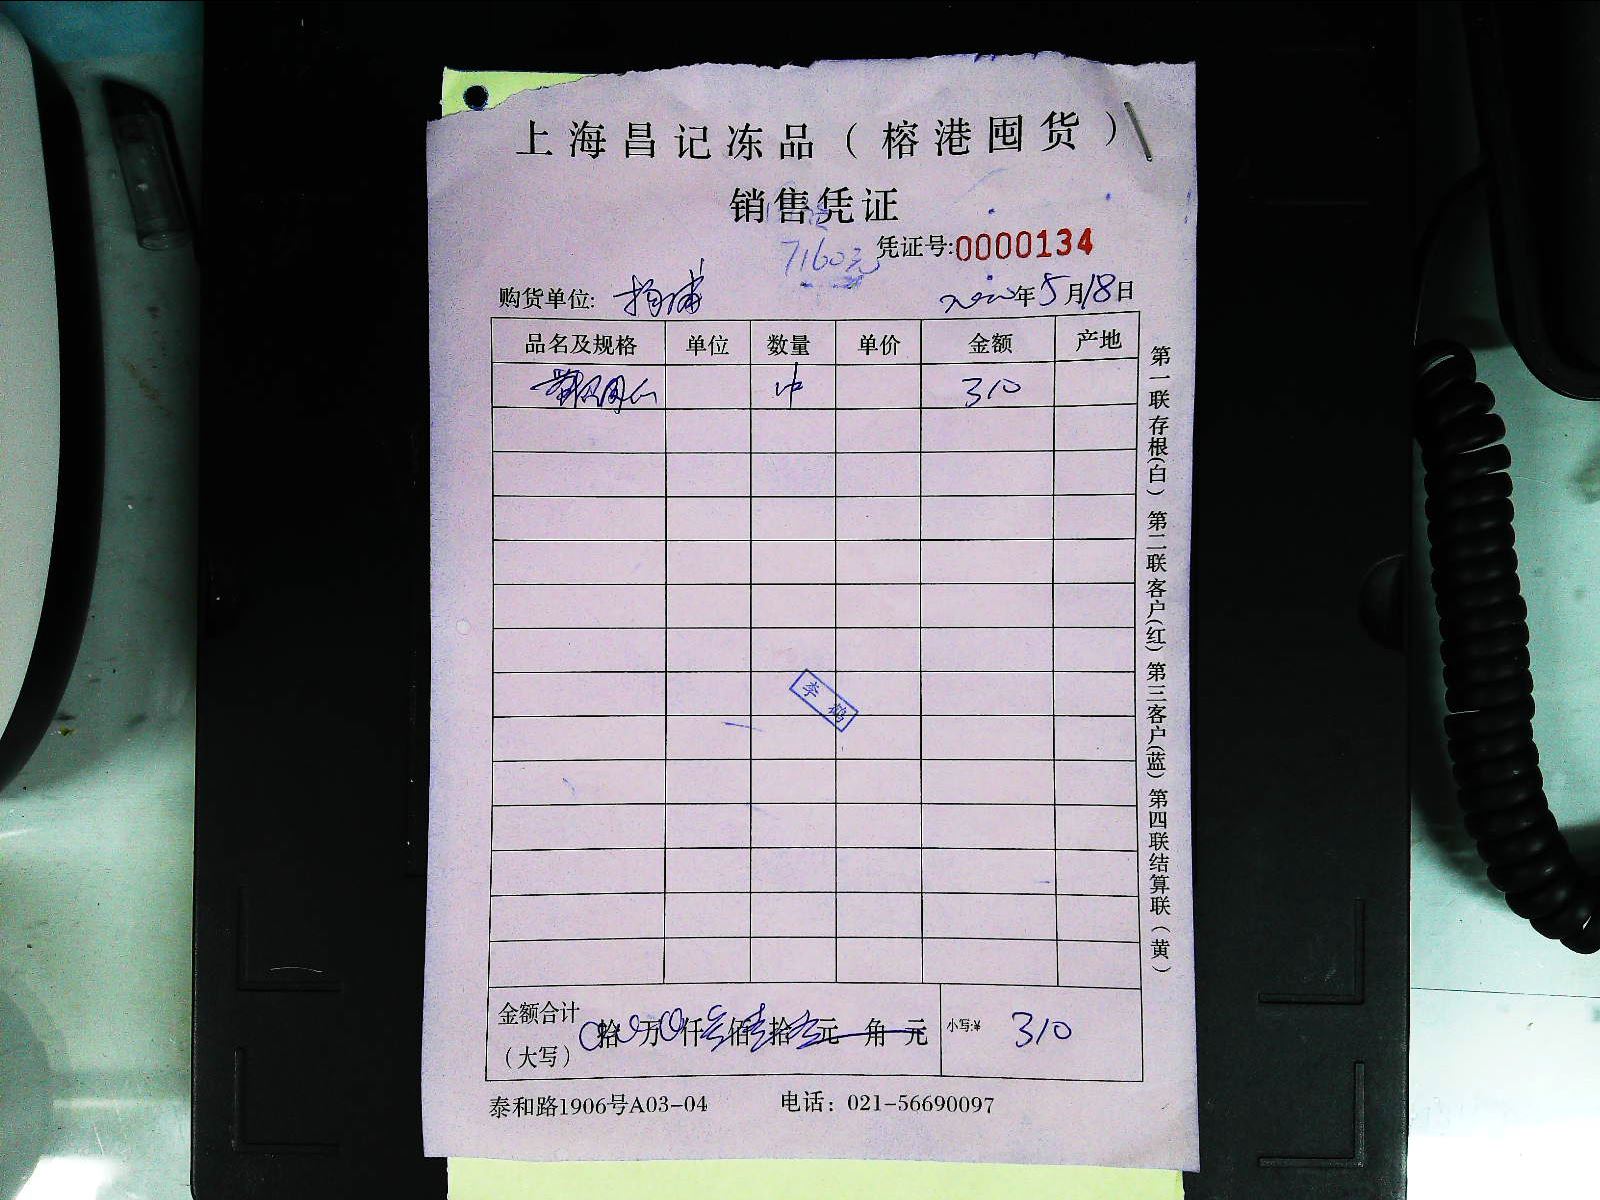 上海昌记冻品（榕港囤货）
销售凭证
7160元
凭证号:0000134
购货单位: 年5月18日
品名及规格 单位 数量 单价 金额 产地
310
李
金额合计（大写） 拾万仟叁佰壹拾元角元 小写:¥ 310
泰和路1906号A03-04 电话：021-56690097
第一联存根(白) 第二联客户(红) 第三客户(蓝) 第四联结算联(黄)